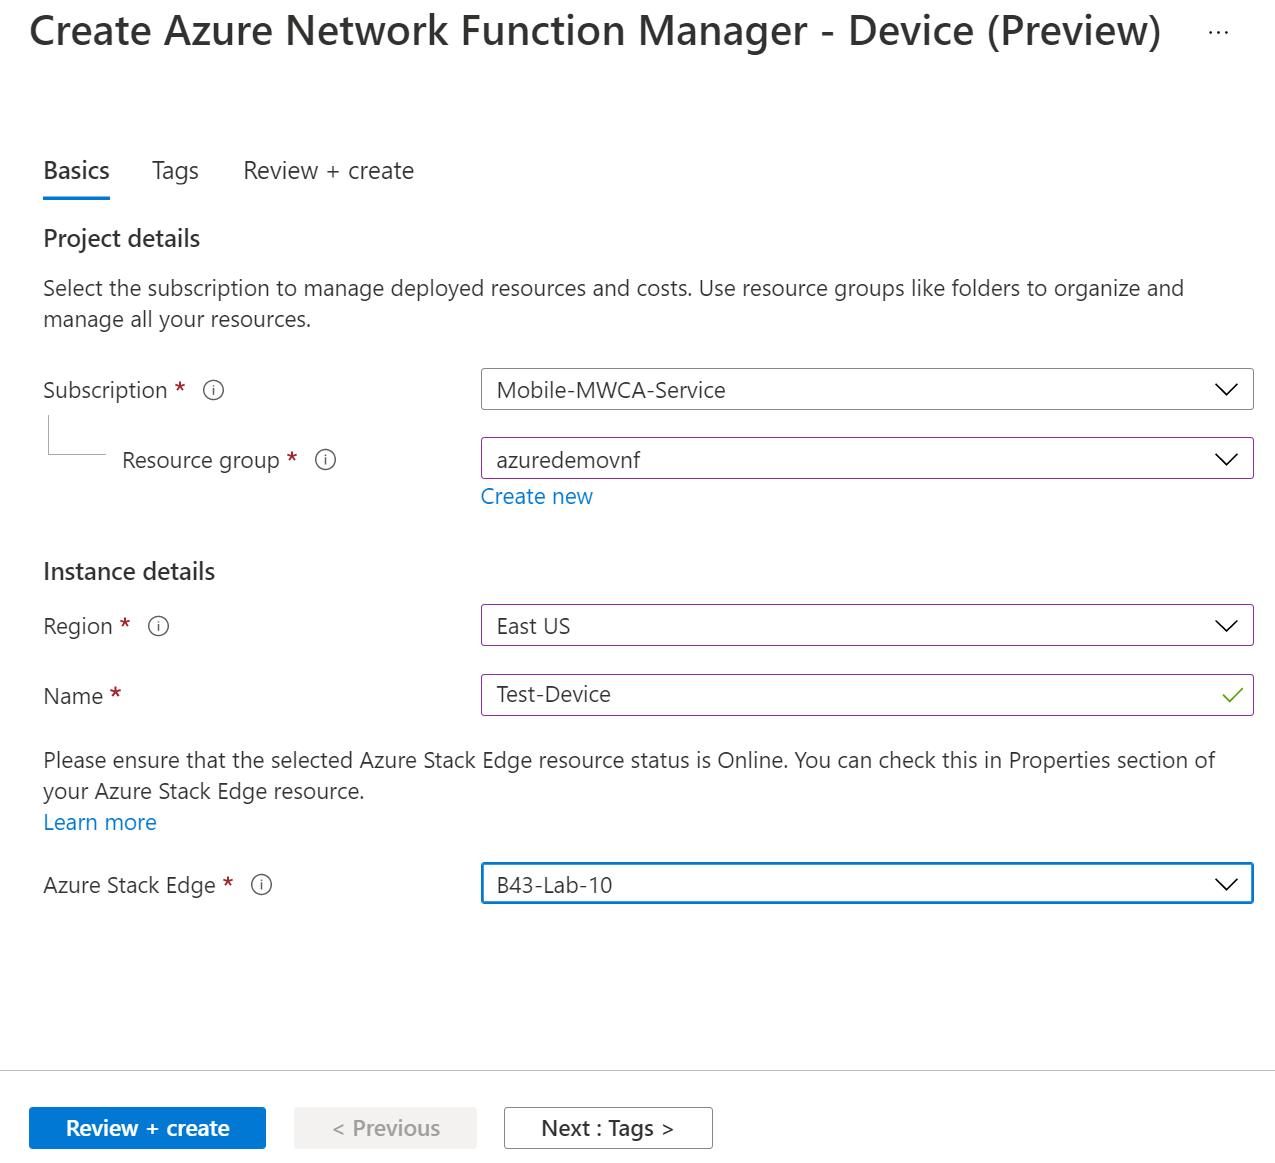 Create Azure Network Function Manager - Device (Preview) ...
Basics Tags Review + create
Project details
Select the subscription to manage deployed resources and costs. Use resource groups like folders to organize and
manage all your resources.
Subscription * Mobile-MWCA-Service
Resource group * azuredemovnf
Create new
Instance details
Region * East US
Name * Test-Device
Please ensure that the selected Azure Stack Edge resource status is Online. You can check this in Properties section of
your Azure Stack Edge resource.
Learn more
Azure Stack Edge * B43-Lab-10
Review + create < Previous Next : Tags >